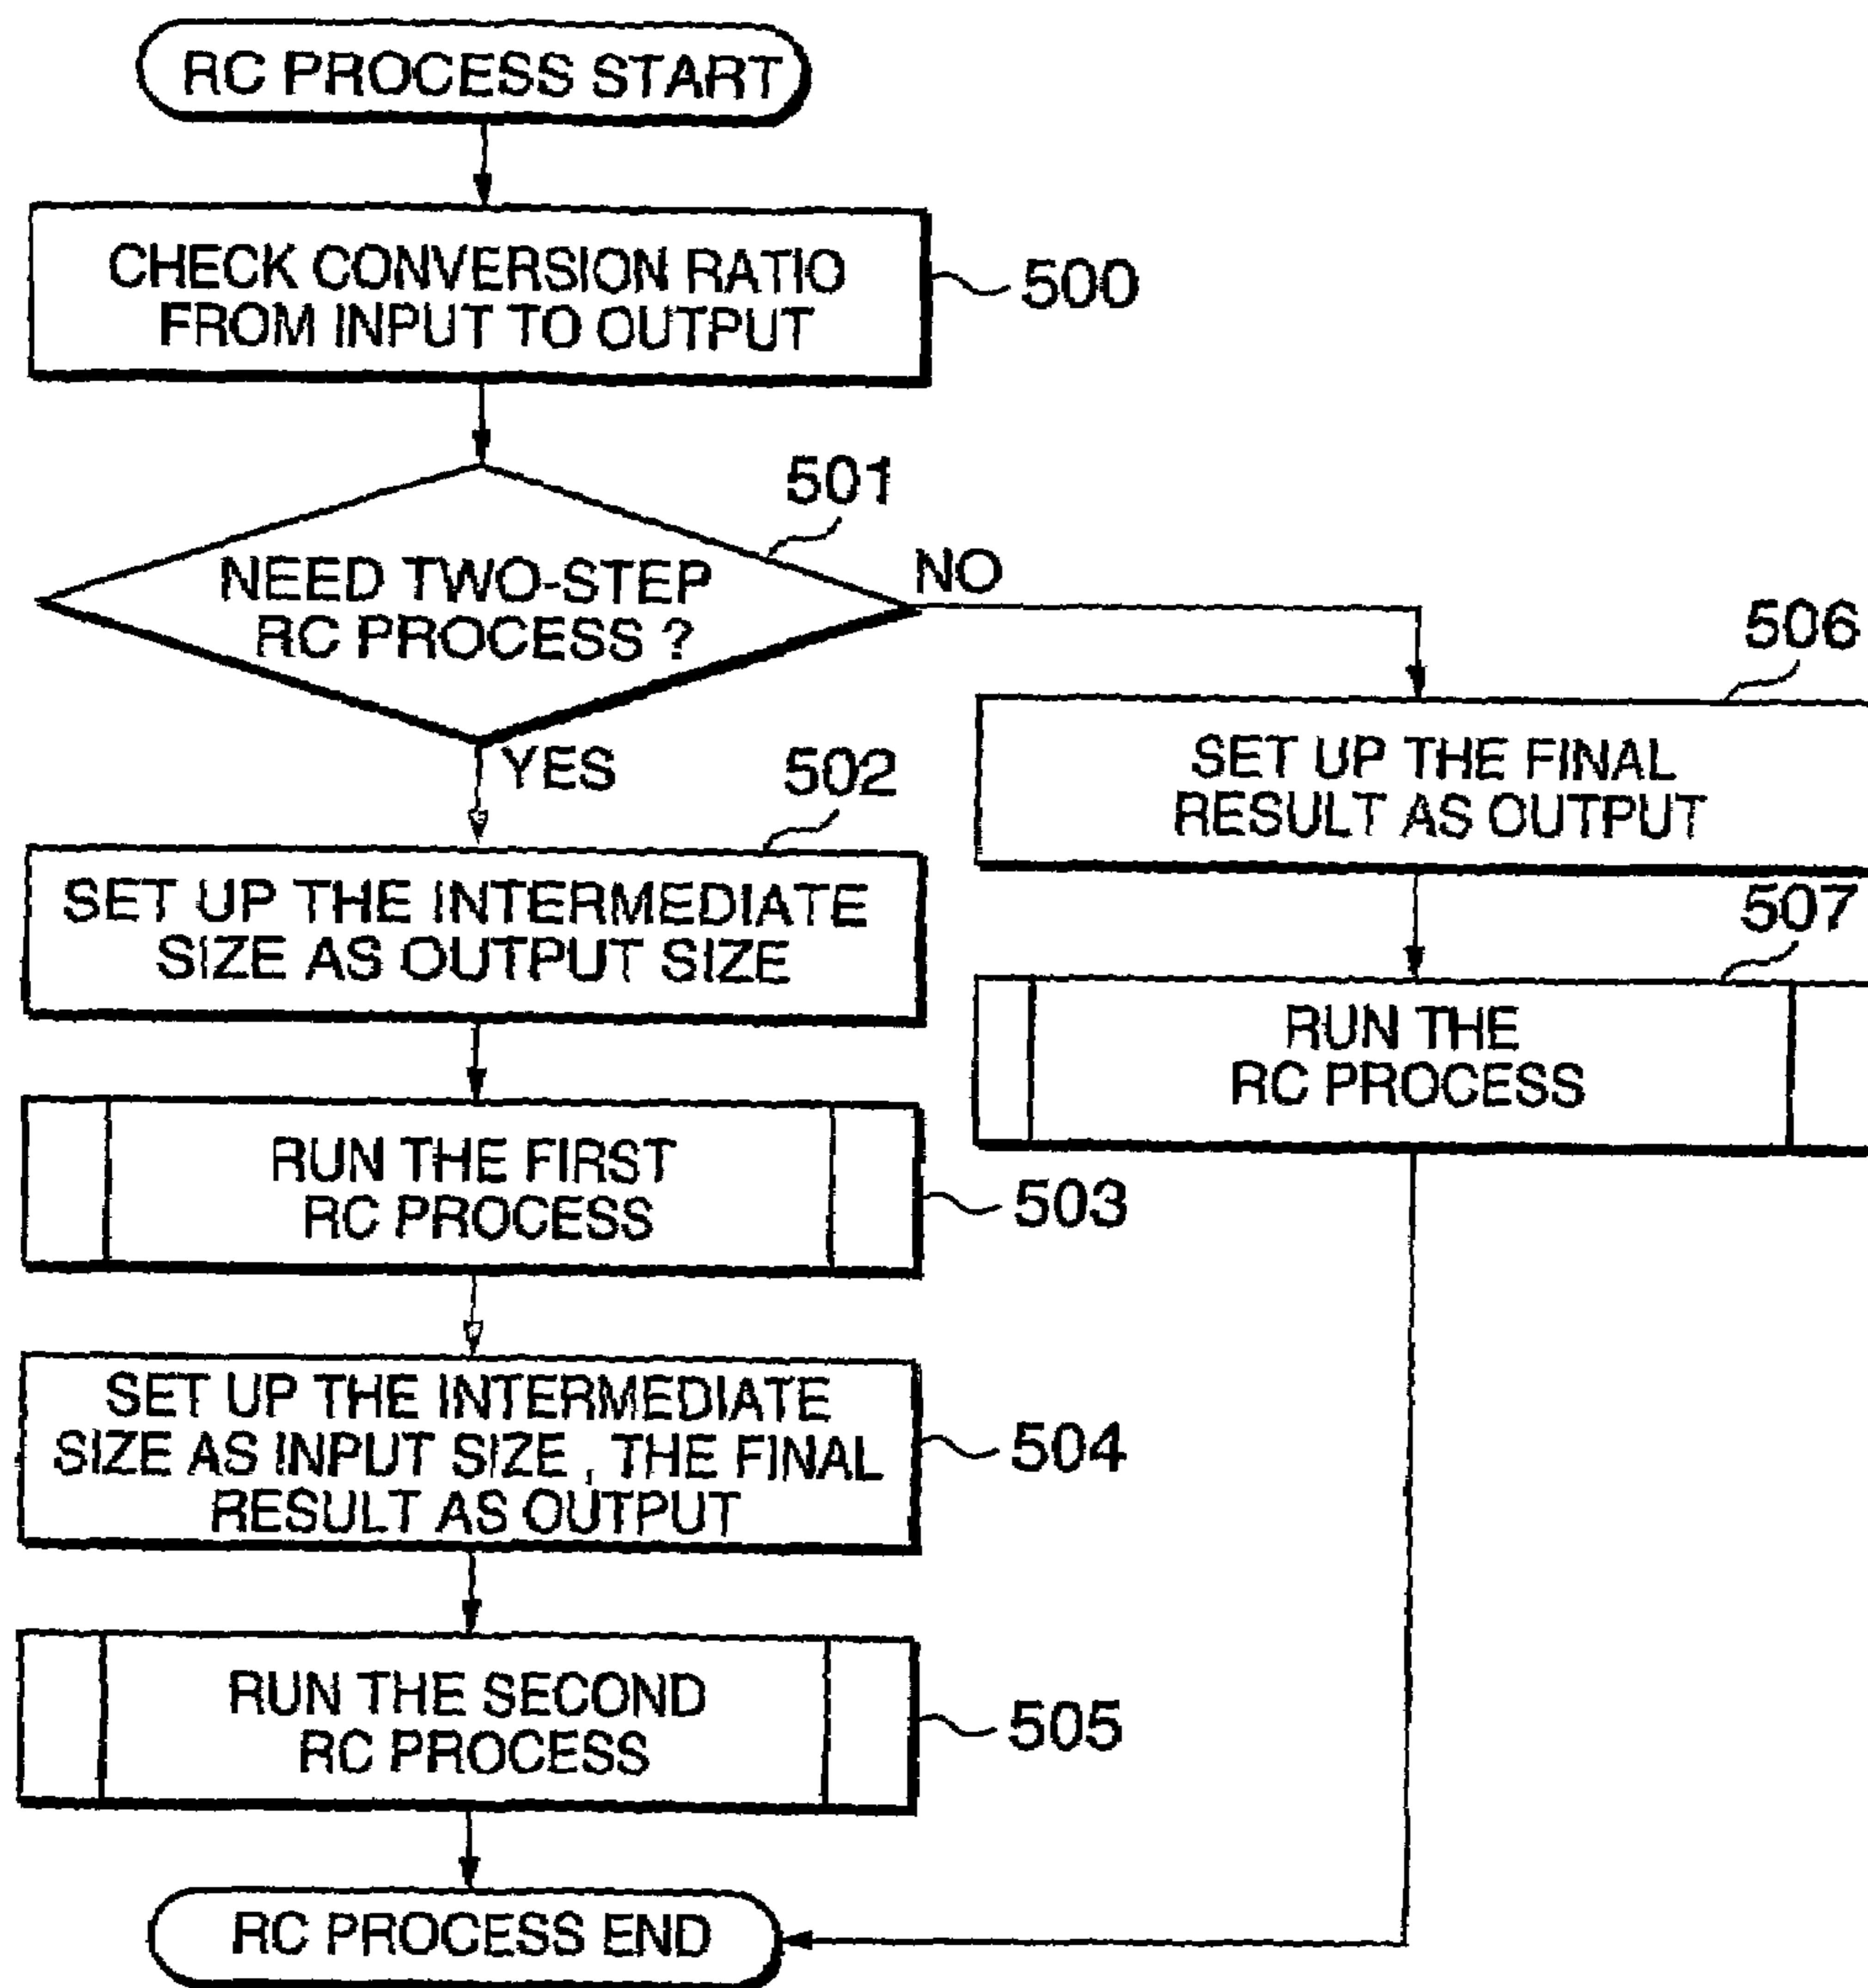 RC PROCESS START
CHECK CONVERSION RATIO
FROM INPUT TO OUTPUT
500
501
NEED TWO-STEP
RC PROCESS ?
NO
YES
502
SET UP THE INTERMEDIATE
SIZE AS OUTPUT SIZE
RUN THE FIRST
RC PROCESS
503
SET UP THE INTERMEDIATE
SIZE AS INPUT SIZE , THE FINAL
RESULT AS OUTPUT
504
RUN THE SECOND
RC PROCESS
505
506
SET UP THE FINAL
RESULT AS OUTPUT
507
RUN THE
RC PROCESS
RC PROCESS END